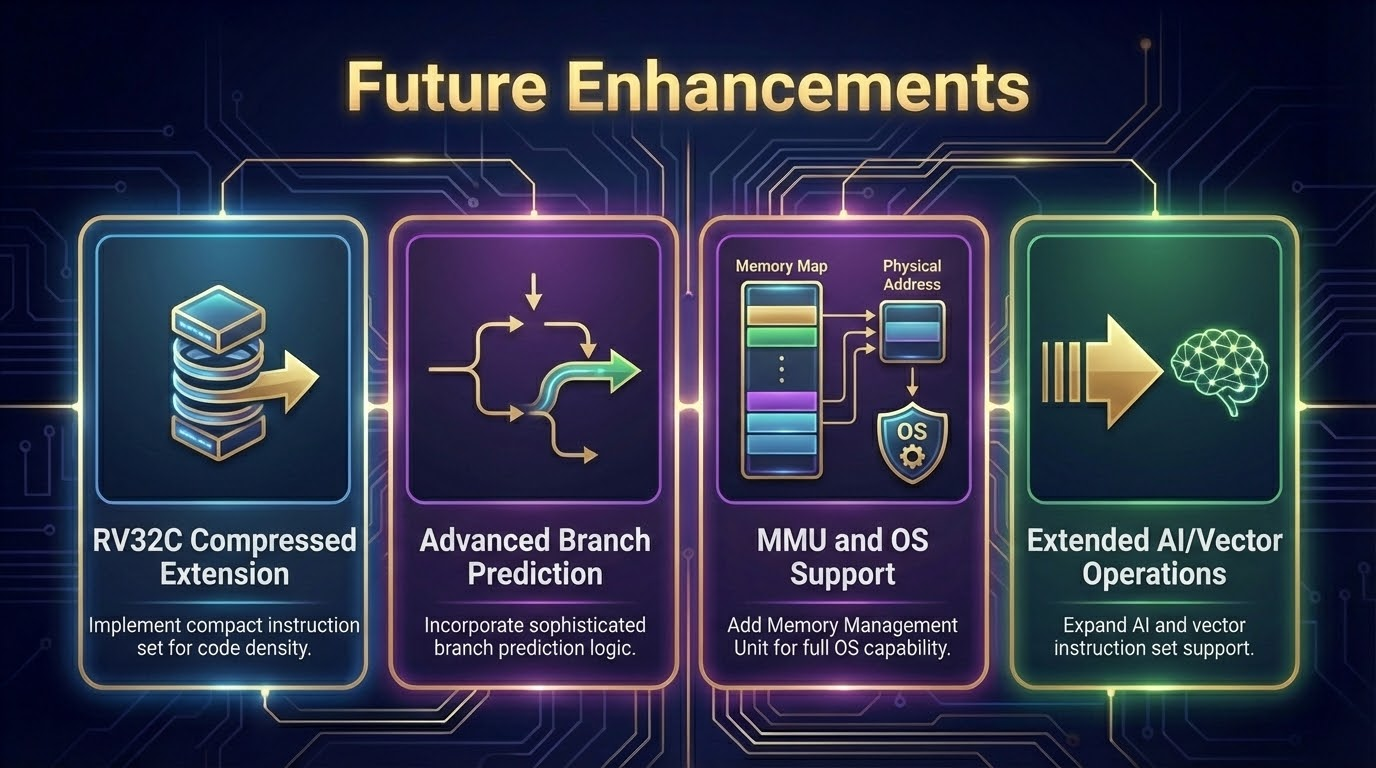 Future Enhancements
Memory Map
Physical
Address
OS
RV32C Compressed
Extension
Implement compact instruction
set for code density.
Advanced Branch
Prediction
Incorporate sophisticated
branch prediction logic.
MMU and OS
Support
Add Memory Management
Unit for full OS capability.
Extended AI/Vector
Operations
Expand AI and vector
instruction set support.